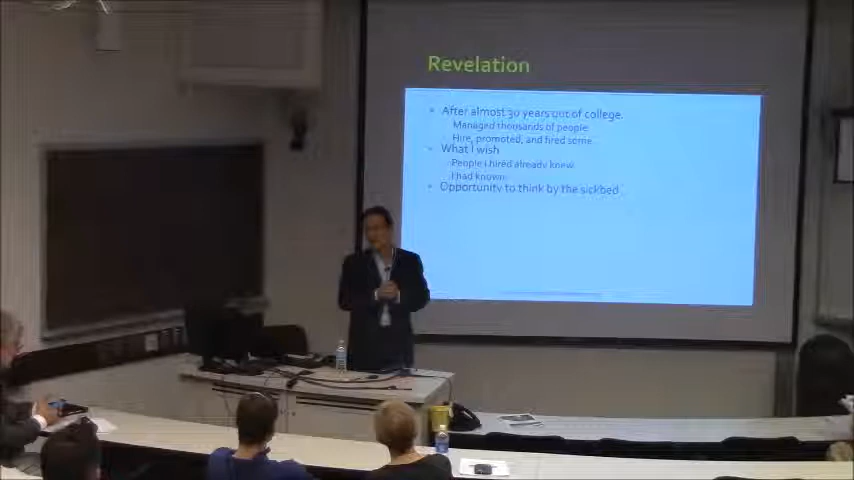 Revelation
After almost 30 years out of college.
Managed thousands of people
Hire, promoted, and fired some.
What I wish
People I hired already knew.
I had known.
Opportunity to think by the sickbed